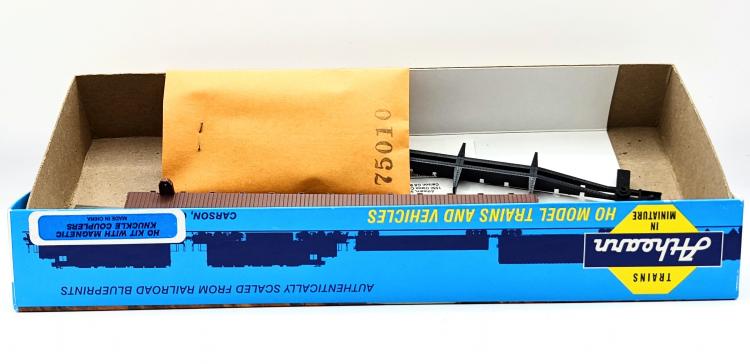 75010
HO MODEL TRAINS AND VEHICLES
CARSON,
HO KIT WITH MAGNETIC
KNUCKLE COUPLERS
MADE IN CHINA
AUTHENTICALLY SCALED FROM RAILROAD BLUEPRINTS
TRAINS
Athearn
IN
MINIATURE